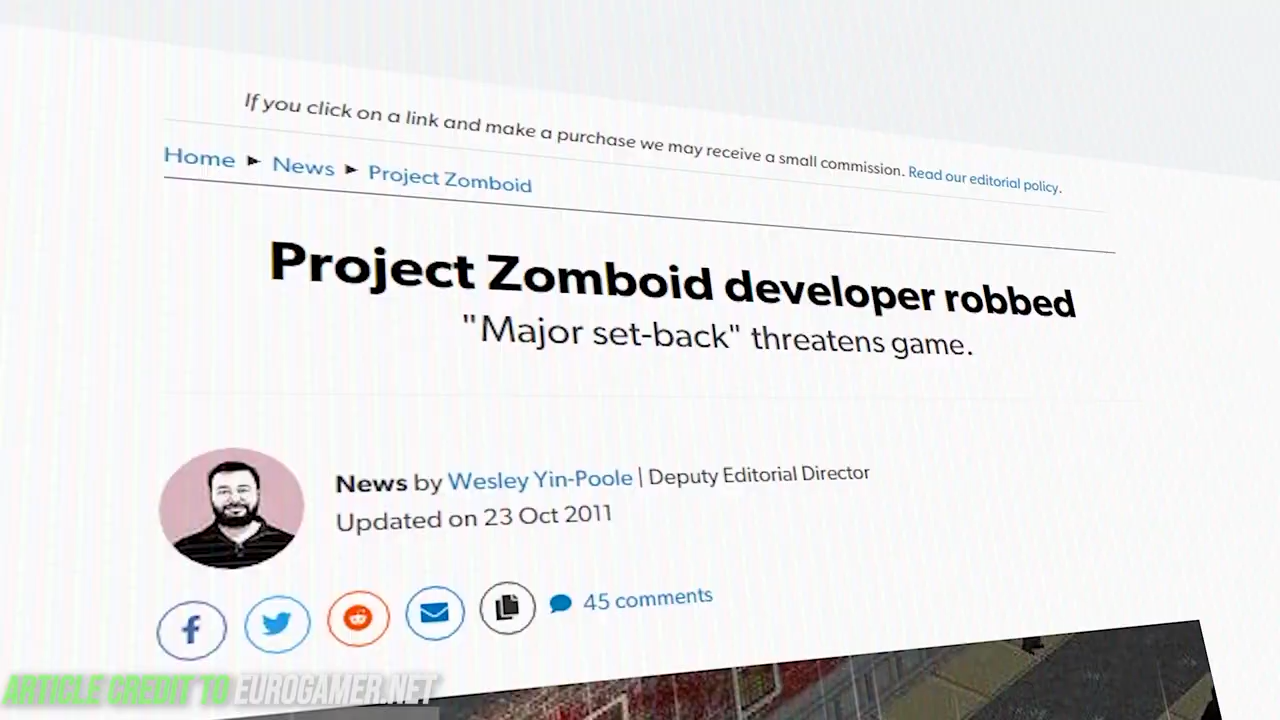 If you click on a link and make a purchase we may receive a small commission. Read our editorial policy.
Home ► News ► Project Zomboid
Project Zomboid developer robbed
"Major set-back" threatens game.
News by Wesley Yin-Poole | Deputy Editorial Director
Updated on 23 Oct 2011
45 comments
ARTICLE CREDIT TO EUROGAMER.NET